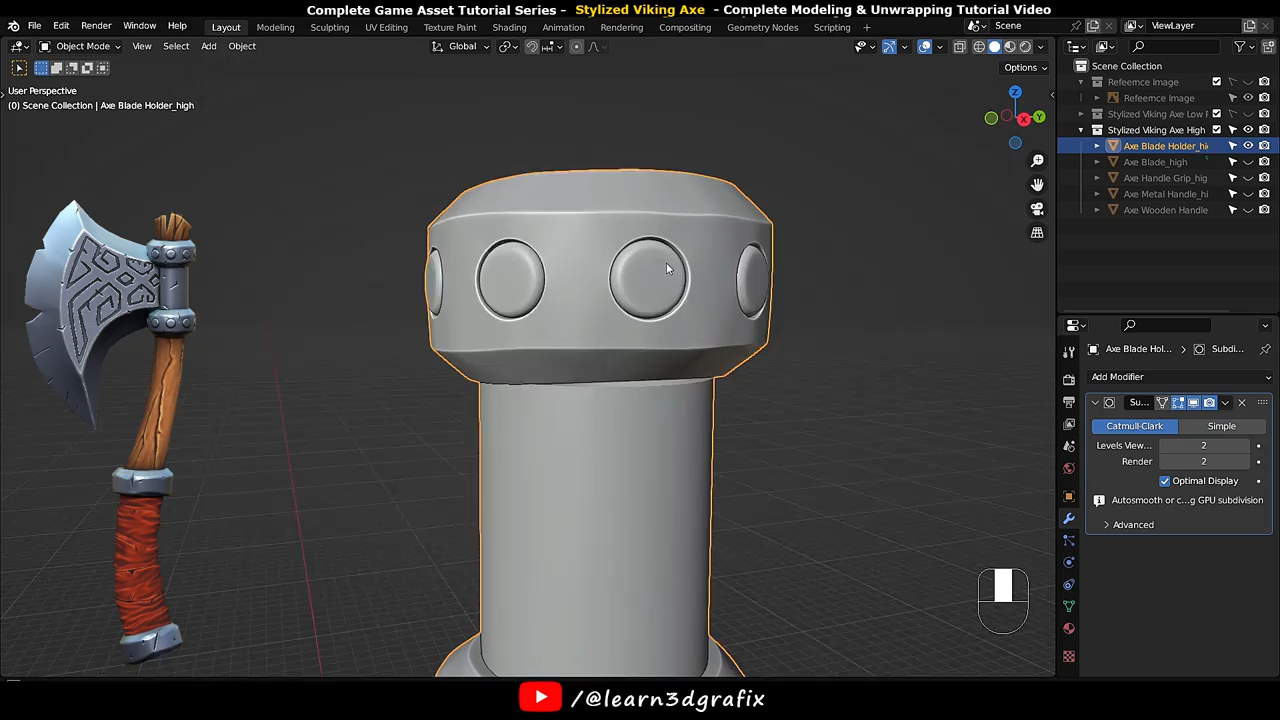 Complete Game Asset Tutorial Series - Stylized Viking Axe - Complete Modeling & Unwrapping Tutorial Video
File Edit Render Window Help Layout Modeling Sculpting UV Editing Texture Paint Shading Animation Rendering Compositing Geometry Nodes Scripting Scene ViewLayer
Object Mode View Select Add Object Global
Options
User Perspective
(0) Scene Collection | Axe Blade Holder_high
Z
X
Y
Scene Collection
Refeernce Image
Refeernce Image
Stylized Viking Axe Low
Stylized Viking Axe High
Axe Blade Holder_hi
Axe Blade_high
Axe Handle Grip_hig
Axe Metal Handle_hi
Axe Wooden Handle
Axe Blade Hol... Subdi...
Add Modifier
Su...
Catmull-Clark Simple
Levels View... 2
Render 2
Optimal Display
Autosmooth or c...g GPU subdivision
Advanced
/@learn3dgrafix